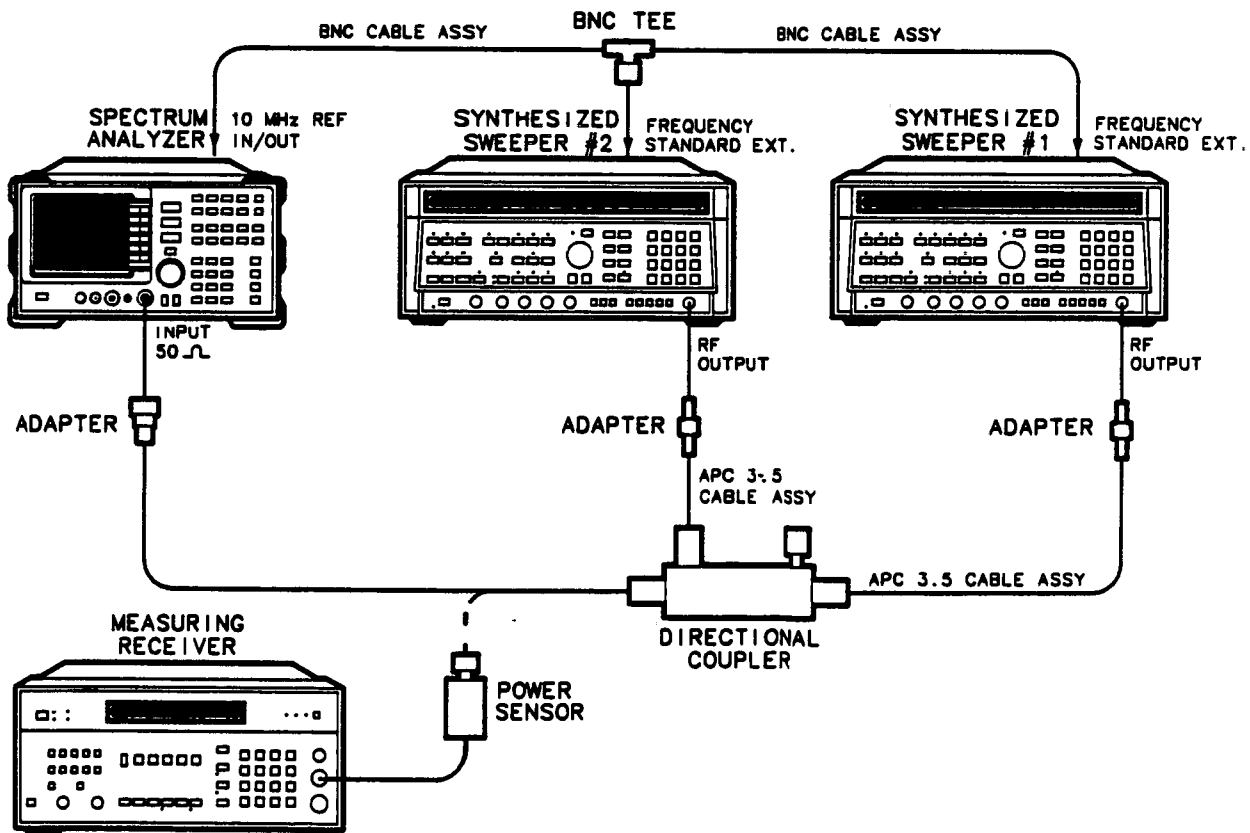 BNC TEE
BNC CABLE ASSY
BNC CABLE ASSY
SPECTRUM
ANALYZER
10 MHz REF
IN/OUT
SYNTHESIZED
SWEEPER #2
FREQUENCY
STANDARD EXT.
SYNTHESIZED
SWEEPER #1
FREQUENCY
STANDARD EXT.
INPUT
50 Ω
RF
OUTPUT
RF
OUTPUT
ADAPTER
ADAPTER
ADAPTER
APC 3.5
CABLE ASSY
APC 3.5 CABLE ASSY
DIRECTIONAL
COUPLER
MEASURING
RECEIVER
POWER
SENSOR